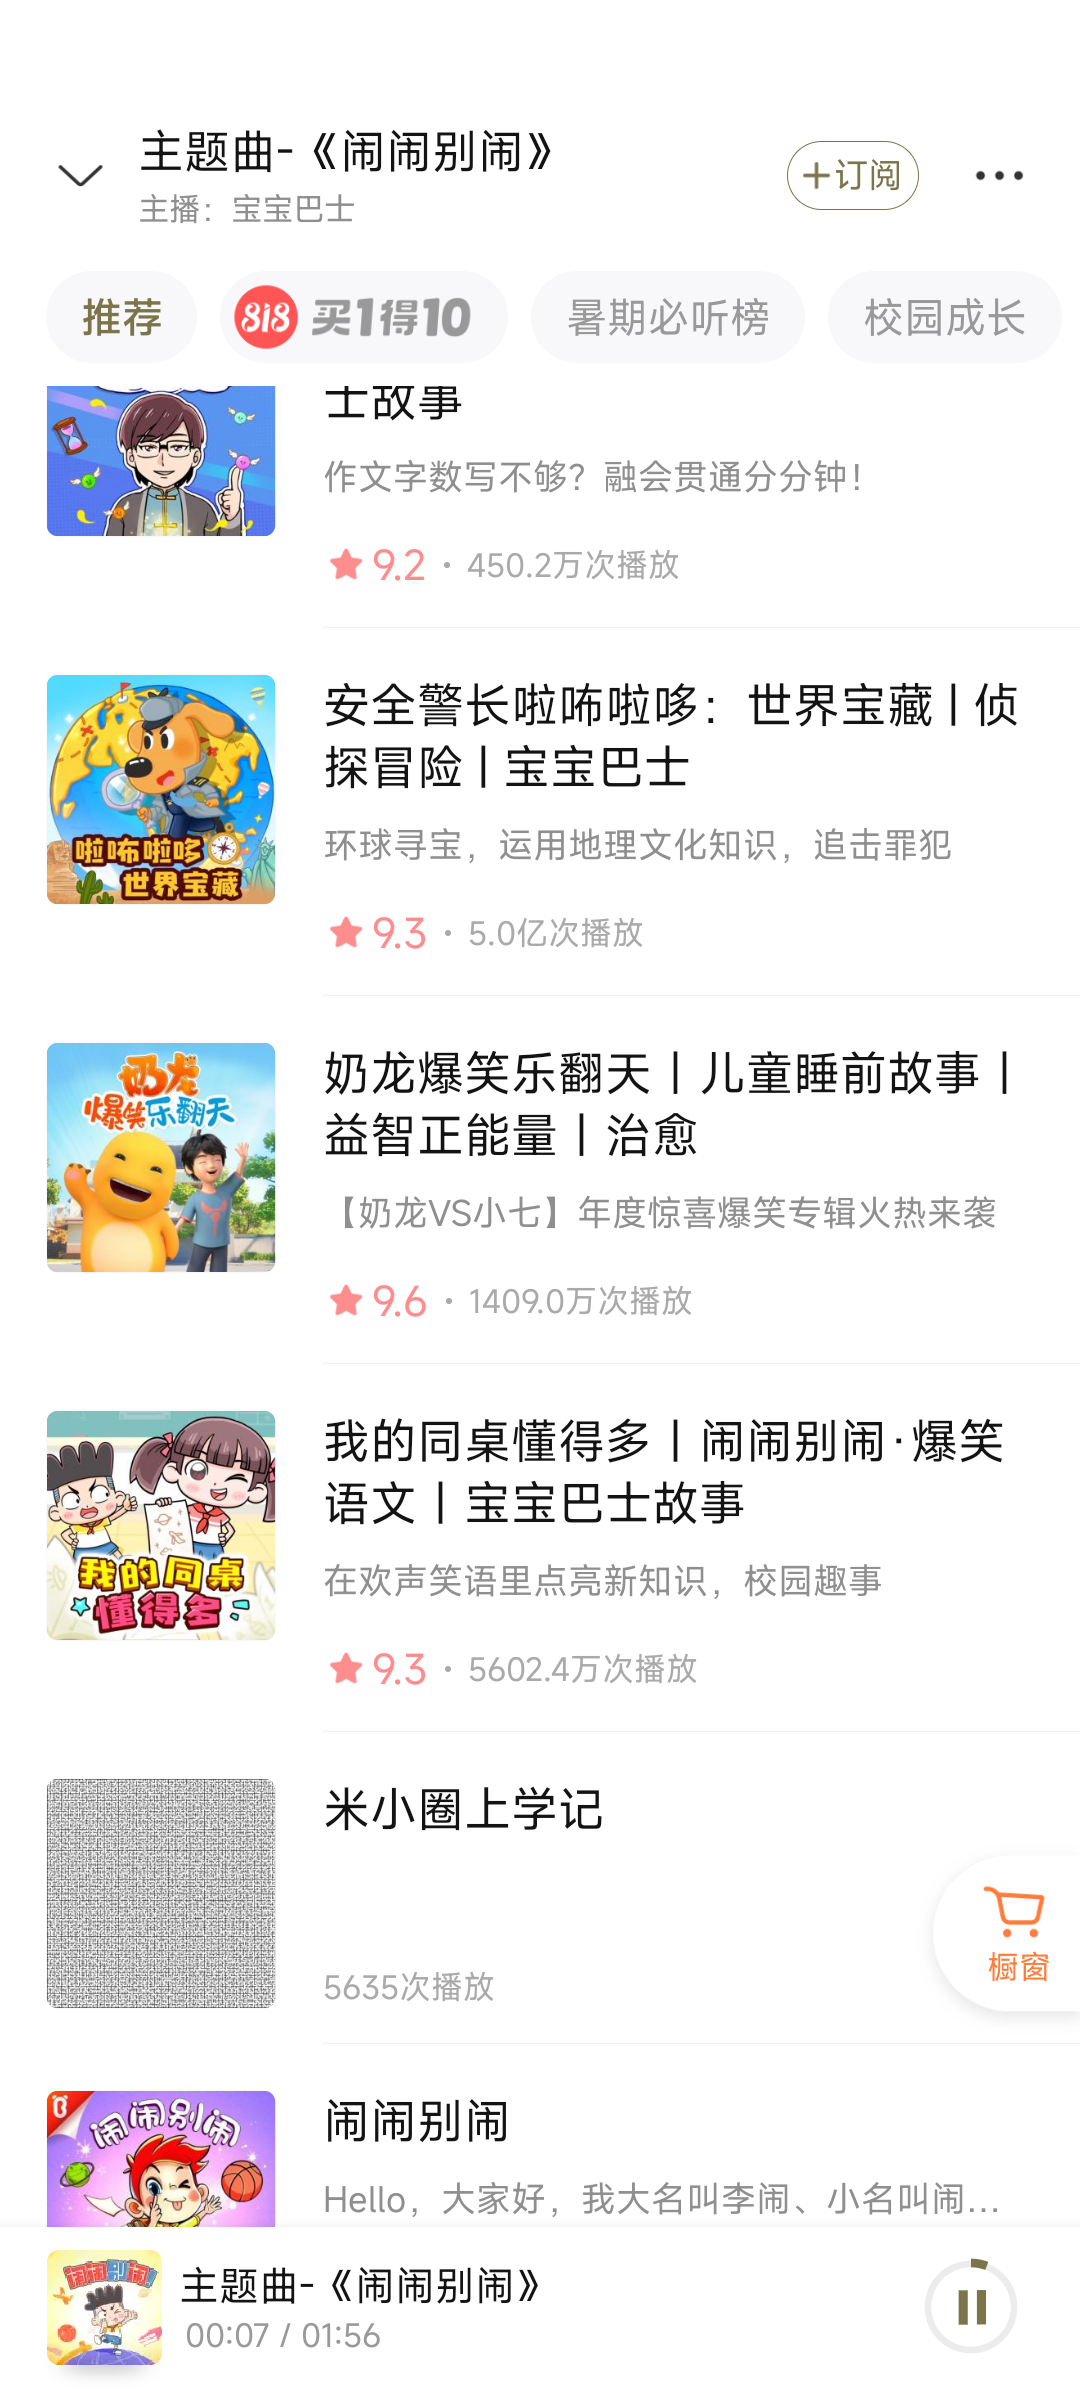 主题曲-《闹闹别闹》
主播：宝宝巴士
+订阅
推荐
818 买1得10
暑期必听榜
校园成长
士故事
作文字数写不够？融会贯通分分钟！
9.2 · 450.2万次播放
啦咘啦哆
世界宝藏
安全警长啦咘啦哆：世界宝藏 | 侦
探冒险 | 宝宝巴士
环球寻宝，运用地理文化知识，追击罪犯
9.3 · 5.0亿次播放
奶龙
爆笑乐翻天
奶龙爆笑乐翻天丨儿童睡前故事丨
益智正能量丨治愈
【奶龙VS小七】年度惊喜爆笑专辑火热来袭
9.6 · 1409.0万次播放
我的同桌
懂得多
我的同桌懂得多丨闹闹别闹·爆笑
语文丨宝宝巴士故事
在欢声笑语里点亮新知识，校园趣事
9.3 · 5602.4万次播放
米小圈上学记
5635次播放
橱窗
闹闹别闹
闹闹别闹
Hello，大家好，我大名叫李闹、小名叫闹...
闹闹别闹!
主题曲-《闹闹别闹》
00:07 / 01:56